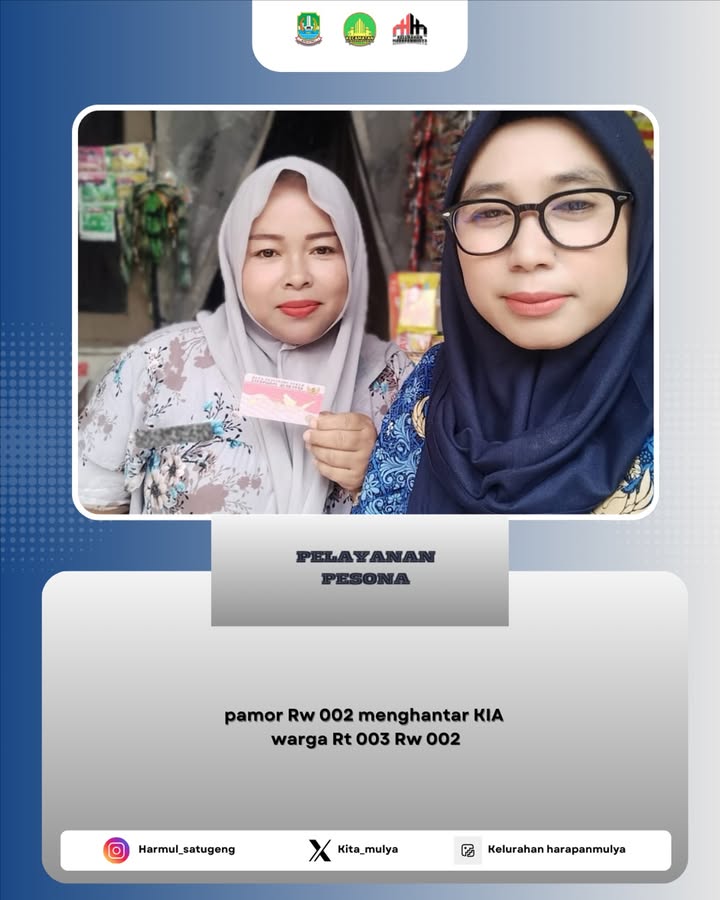 PELAYANAN
PESONA
pamor Rw 002 menghantar KIA
warga Rt 003 Rw 002
Harmul_satugeng
Kita_mulya
Kelurahan harapanmulya